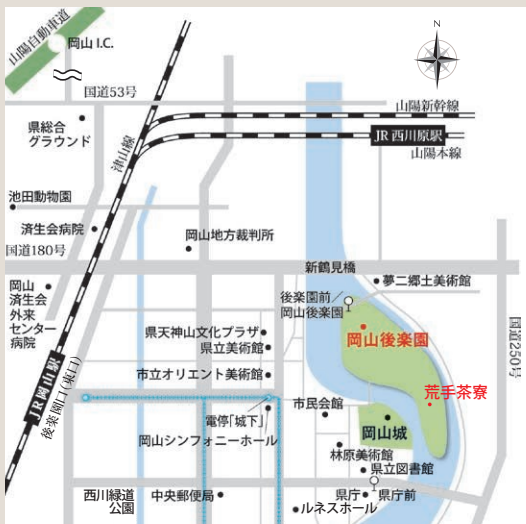 山陽自動車道
岡山 I.C.
N
国道53号
県総合
グラウンド
津山線
山陽新幹線
JR 西川原駅
山陽本線
池田動物園
済生会病院
国道180号
岡山地方裁判所
新鶴見橋
岡山
済生会
外来
センター
病院
夢二郷土美術館
後楽園前/
岡山後楽園
岡山後楽園
国道250号
県天神山文化プラザ
県立美術館
市立オリエント美術館
JR岡山駅
後楽園口(東口)
荒手茶寮
電停「城下」
岡山シンフォニーホール
市民会館
岡山城
林原美術館
県立図書館
西川緑道
公園
中央郵便局
県庁
県庁前
ルネスホール